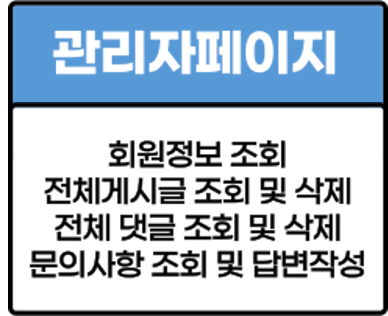 관리자페이지
회원정보 조회
전체게시글 조회 및 삭제
전체 댓글 조회 및 삭제
문의사항 조회 및 답변작성